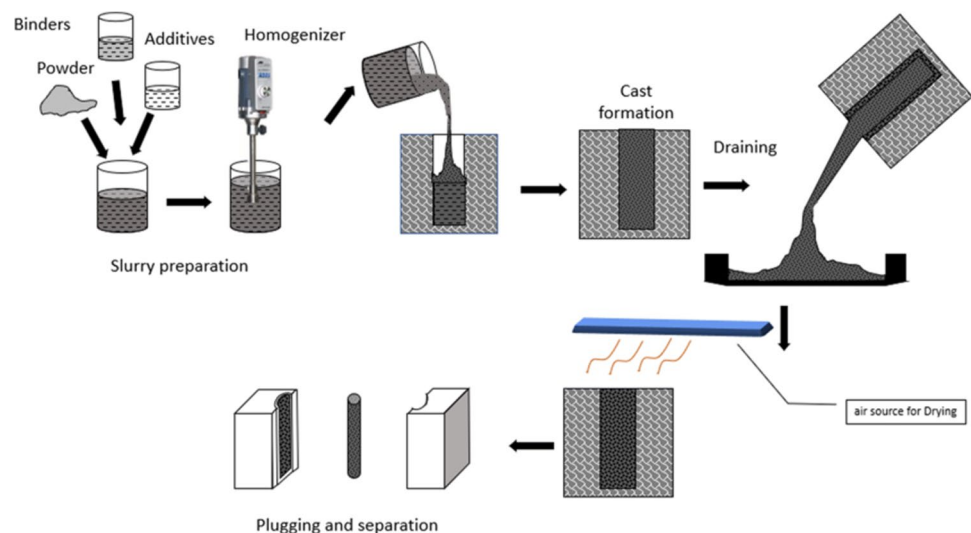 Binders
Additives
Powder
Homogenizer
Cast
formation
Draining
Slurry preparation
air source for Drying
Plugging and separation